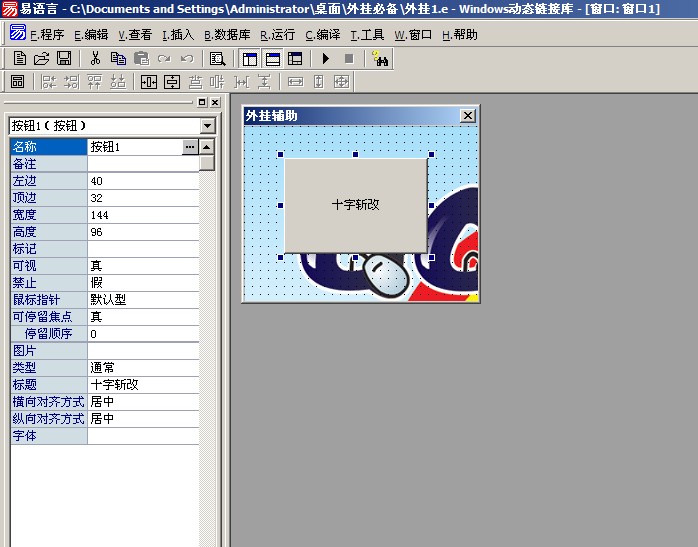 易语言 - C:\Documents and Settings\Administrator\桌面\外挂必备\外挂1.e - Windows动态链接库 - [窗口: 窗口1]
F.程序 E.编辑 V.查看 I.插入 B.数据库 R.运行 C.编译 T.工具 W.窗口 H.帮助
按钮1（按钮）
名称 按钮1 ...
备注
左边 40
顶边 32
宽度 144
高度 96
标记
可视 真
禁止 假
鼠标指针 默认型
可停留焦点 真
停留顺序 0
图片
类型 通常
标题 十字斩改
横向对齐方式 居中
纵向对齐方式 居中
字体
外挂辅助
十字斩改